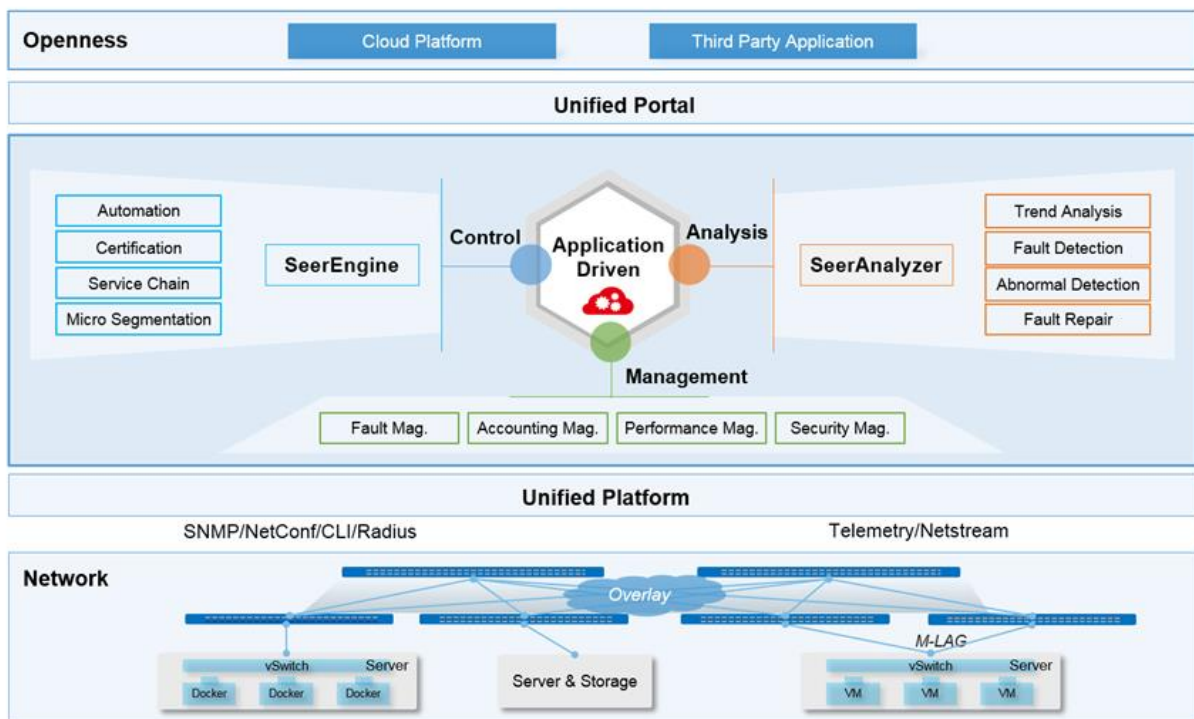 Openness
Cloud Platform
Third Party Application
Unified Portal
Automation
Certification
Service Chain
Micro Segmentation
SeerEngine
Control
Application
Driven
Analysis
SeerAnalyzer
Trend Analysis
Fault Detection
Abnormal Detection
Fault Repair
Management
Fault Mag.
Accounting Mag.
Performance Mag.
Security Mag.
Unified Platform
SNMP/NetConf/CLI/Radius
Telemetry/Netstream
Network
Overlay
M-LAG
vSwitch
Server
Docker
Docker
Docker
Server & Storage
vSwitch
Server
VM
VM
VM